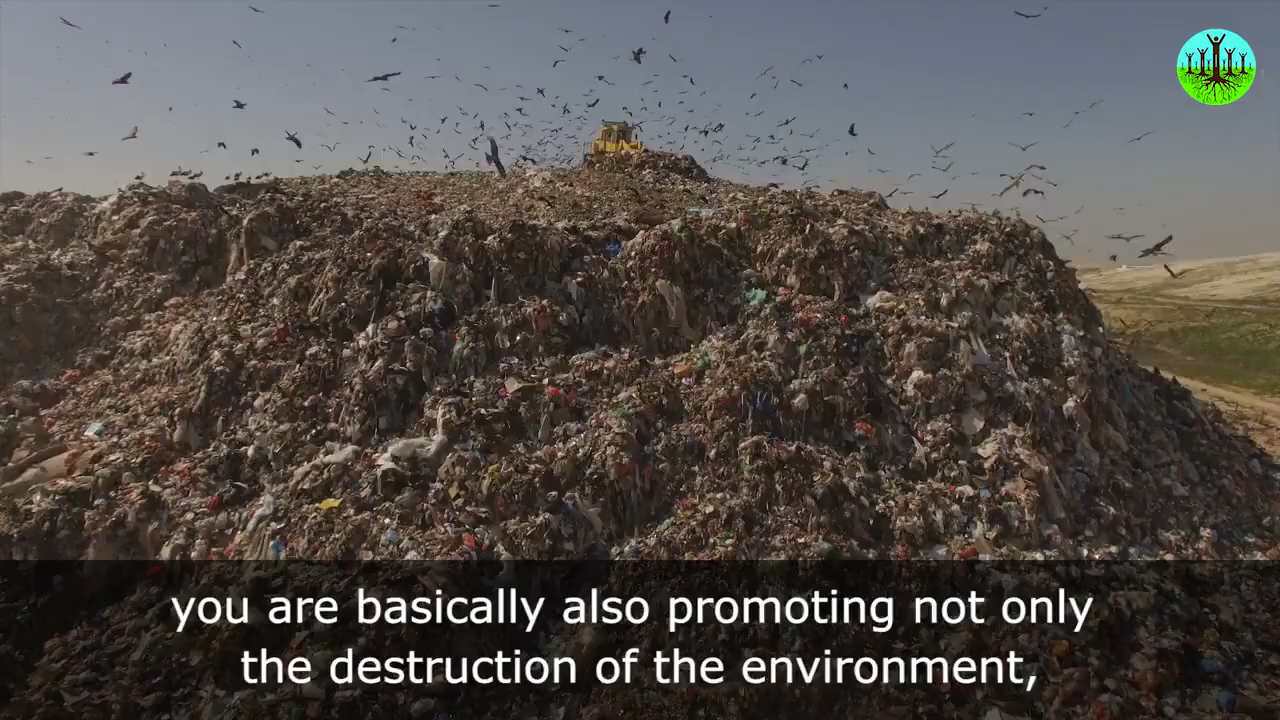 you are basically also promoting not only
the destruction of the environment,